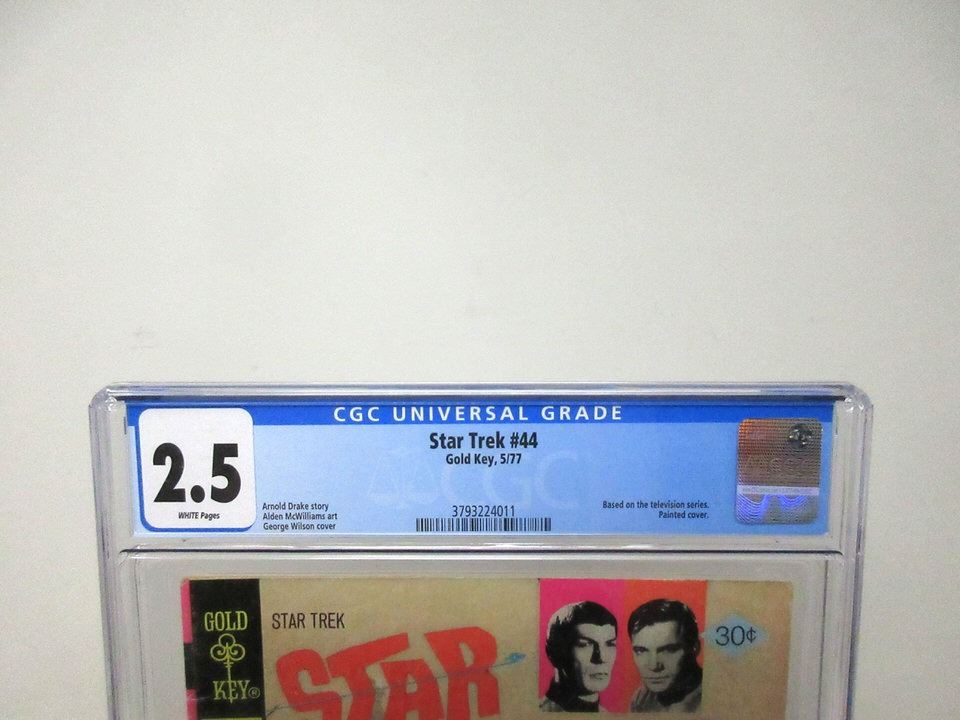 CGC UNIVERSAL GRADE
2.5
WHITE Pages
Star Trek #44
Gold Key, 5/77
Arnold Drake story
Alden McWilliams art
George Wilson cover
3793224011
Based on the television series.
Painted cover.
CGC
GOLD
KEY®
STAR TREK
STAR
30¢